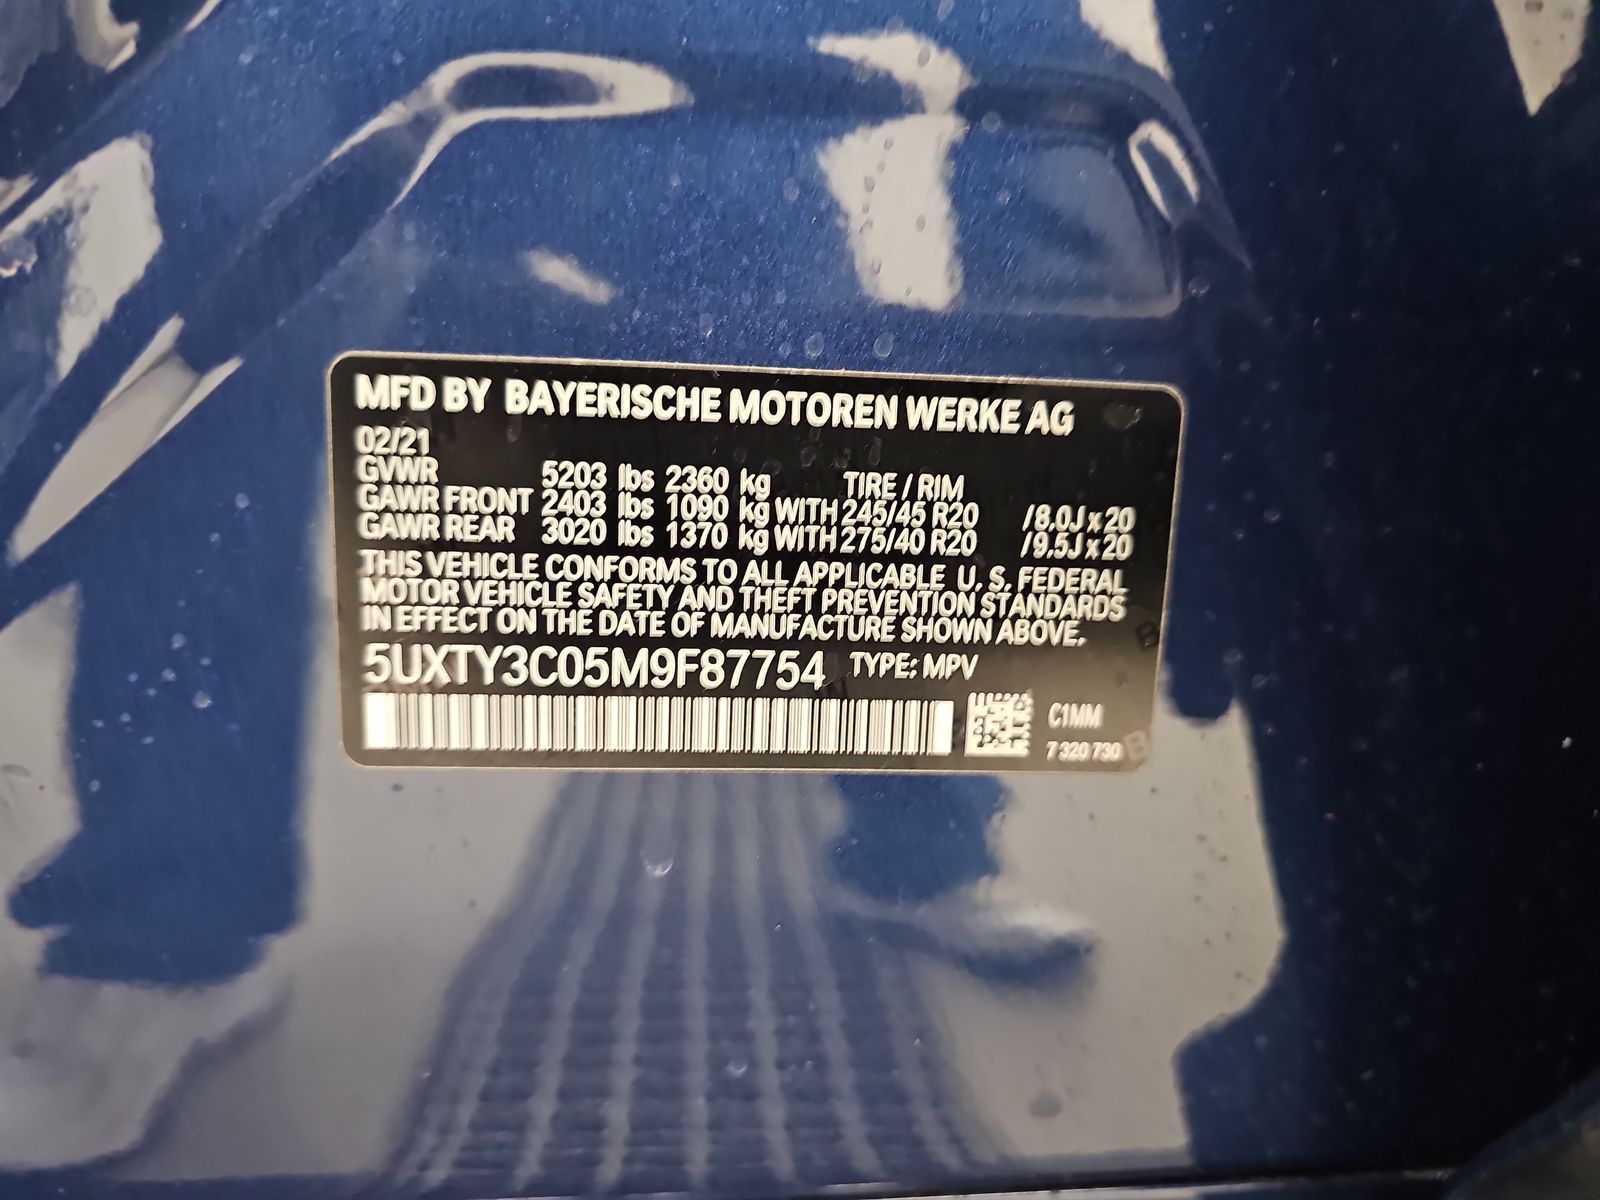 MFD BY BAYERISCHE MOTOREN WERKE AG
02/21
GVWR 5203 lbs 2360 kg TIRE / RIM
GAWR FRONT 2403 lbs 1090 kg WITH 245/45 R20 /8.0J x 20
GAWR REAR 3020 lbs 1370 kg WITH 275/40 R20 /9.5J x 20
THIS VEHICLE CONFORMS TO ALL APPLICABLE U. S. FEDERAL
MOTOR VEHICLE SAFETY AND THEFT PREVENTION STANDARDS
IN EFFECT ON THE DATE OF MANUFACTURE SHOWN ABOVE.
5UXTY3C05M9F87754 TYPE: MPV
C1MM
7 320 730